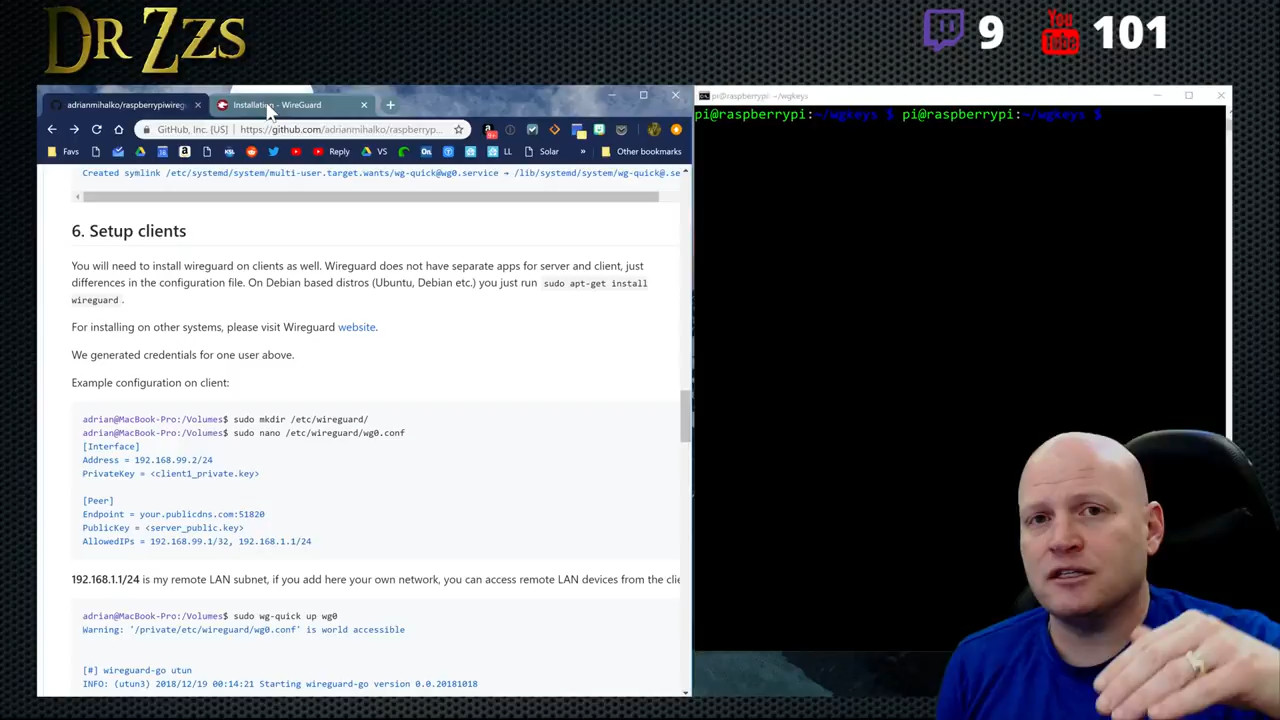 DR ZZS
9
You
Tube
101
adrianmihalko/raspberrypiwireg
Installation - WireGuard
GitHub, Inc. [US]
https://github.com/adrianmihalko/raspberryp...
Favs
Reply
VS
On
LL
Solar
»
Other bookmarks
Created symlink /etc/systemd/system/multi-user.target.wants/wg-quick@wg0.service → /lib/systemd/system/wg-quick@.se
6. Setup clients
You will need to install wireguard on clients as well. Wireguard does not have separate apps for server and client, just
differences in the configuration file. On Debian based distros (Ubuntu, Debian etc.) you just run sudo apt-get install
wireguard .
For installing on other systems, please visit Wireguard website.
We generated credentials for one user above.
Example configuration on client:
adrian@MacBook-Pro:/Volumes$ sudo mkdir /etc/wireguard/
adrian@MacBook-Pro:/Volumes$ sudo nano /etc/wireguard/wg0.conf
[Interface]
Address = 192.168.99.2/24
PrivateKey = <client1_private.key>
[Peer]
Endpoint = your.publicdns.com:51820
PublicKey = <server_public.key>
AllowedIPs = 192.168.99.1/32, 192.168.1.1/24
192.168.1.1/24 is my remote LAN subnet, if you add here your own network, you can access remote LAN devices from the clie
adrian@MacBook-Pro:/Volumes$ sudo wg-quick up wg0
Warning: '/private/etc/wireguard/wg0.conf' is world accessible
[#] wireguard-go utun
INFO: (utun3) 2018/12/19 00:14:21 Starting wireguard-go version 0.0.20181018
pi@raspberrypi: ~/wgkeys
pi@raspberrypi:~/wgkeys $ pi@raspberrypi:~/wgkeys $